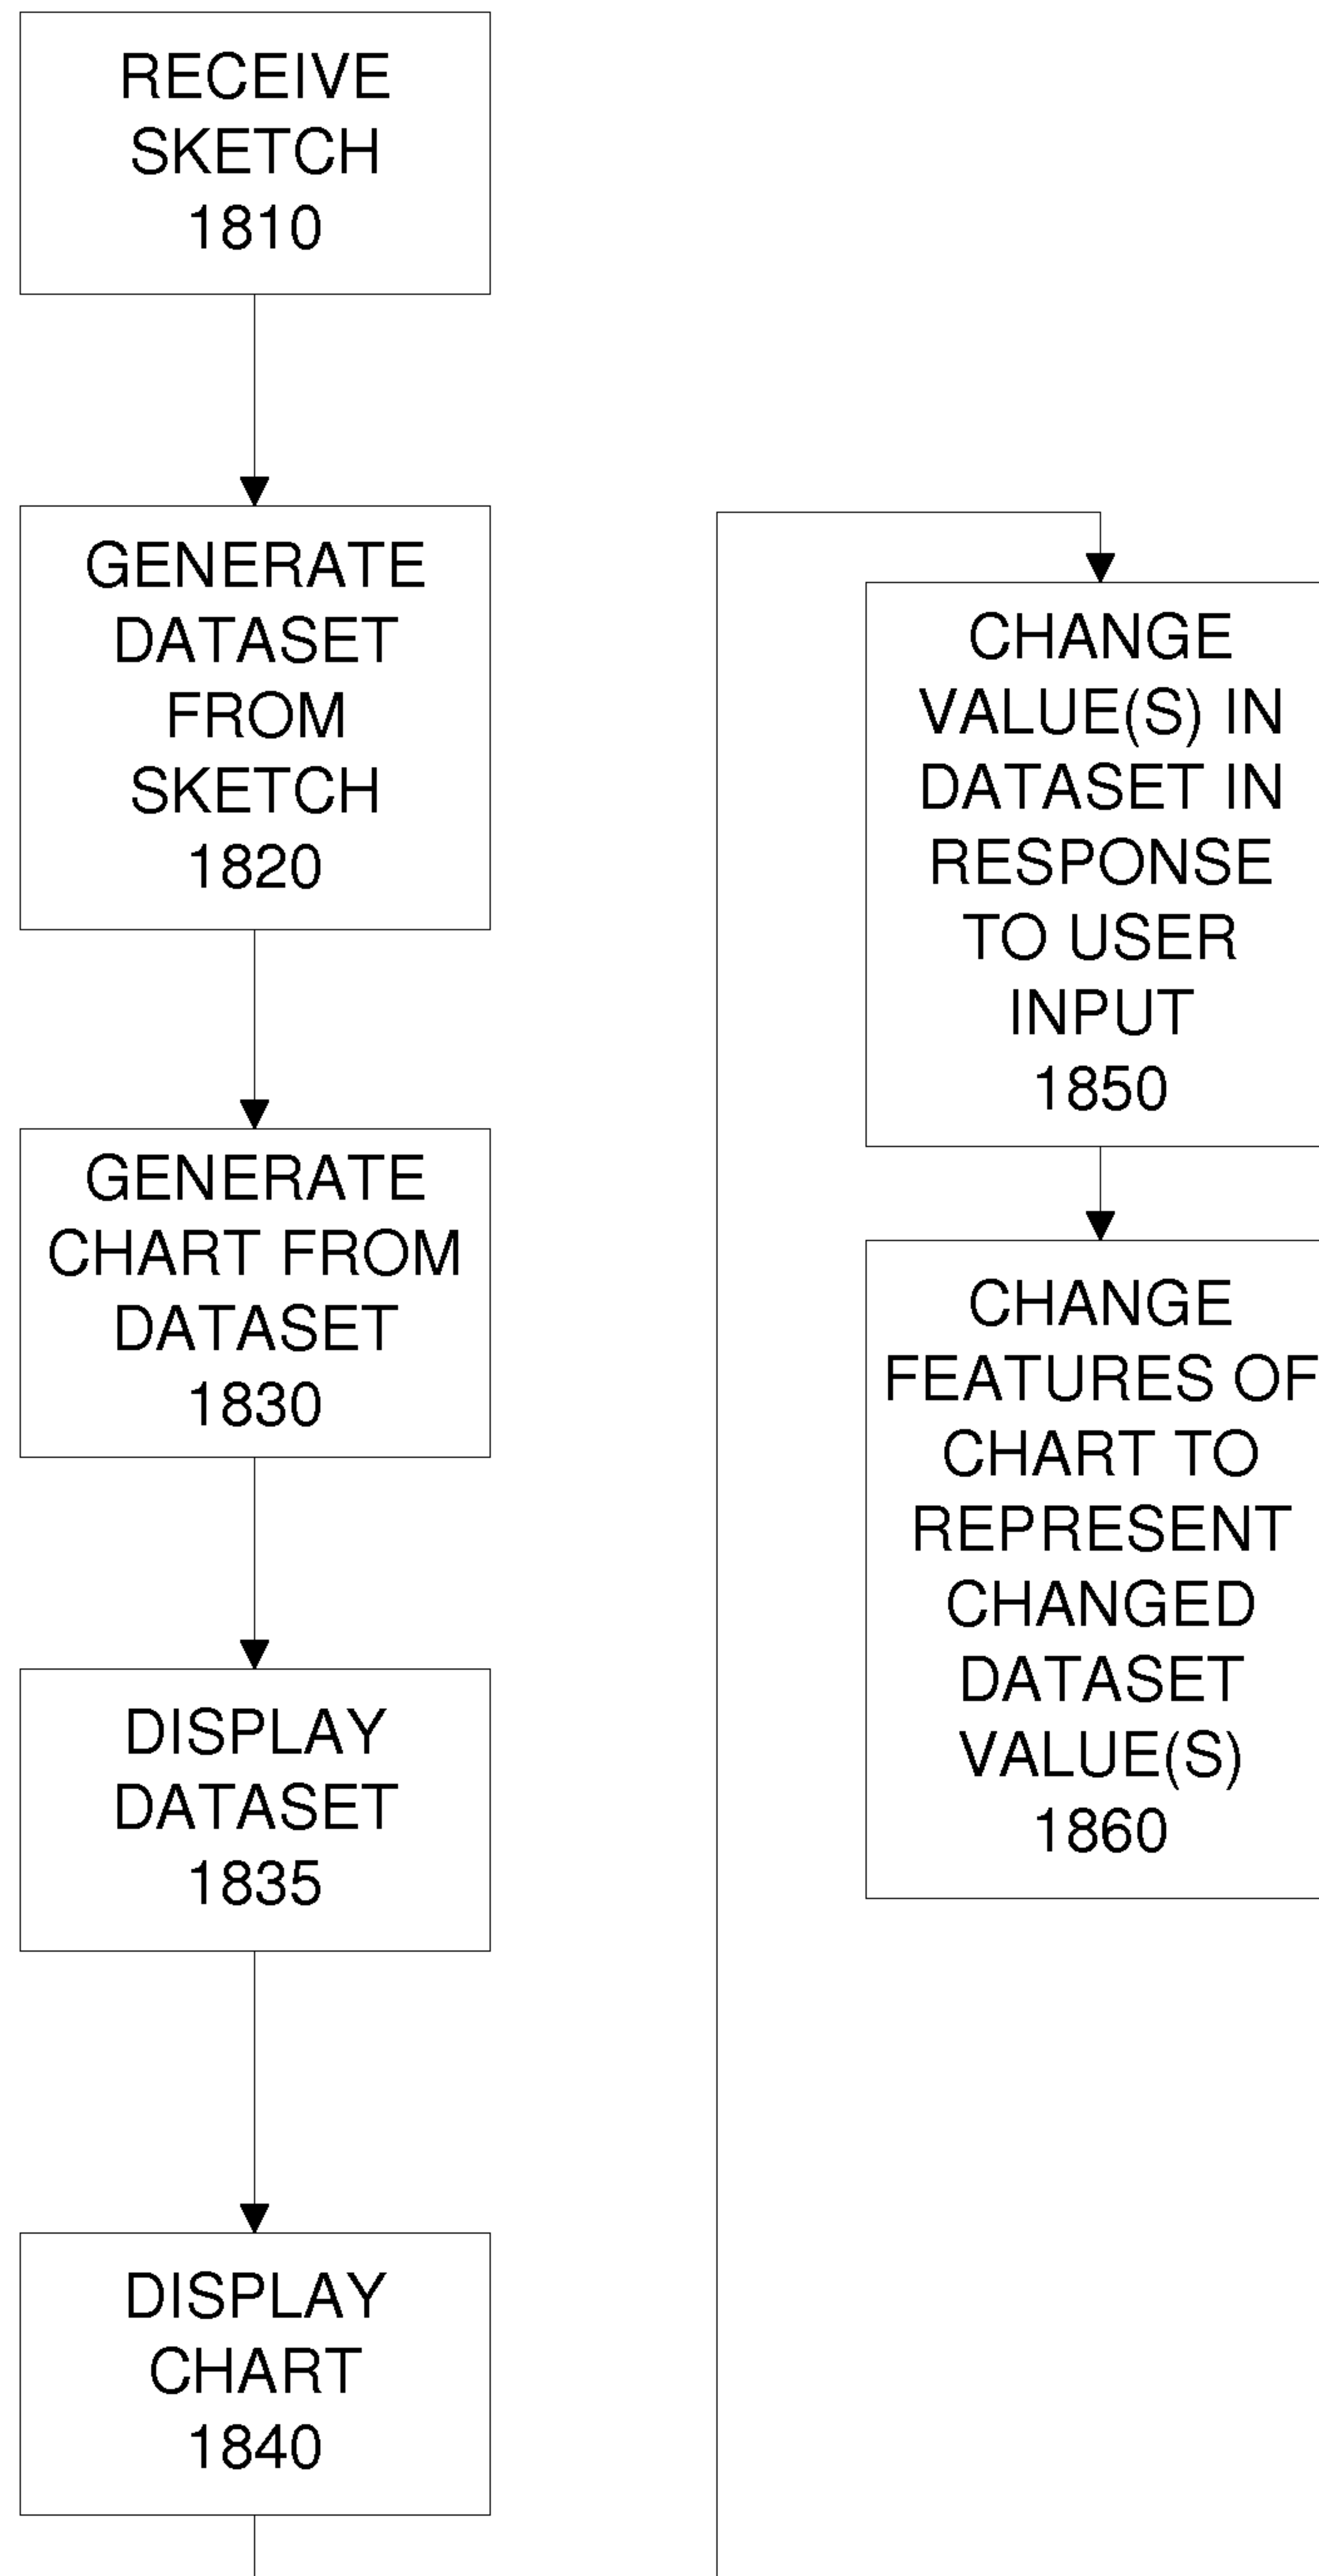 RECEIVE
SKETCH
1810
GENERATE
DATASET
FROM
SKETCH
1820
GENERATE
CHART FROM
DATASET
1830
DISPLAY
DATASET
1835
DISPLAY
CHART
1840
CHANGE
VALUE(S) IN
DATASET IN
RESPONSE
TO USER
INPUT
1850
CHANGE
FEATURES OF
CHART TO
REPRESENT
CHANGED
DATASET
VALUE(S)
1860